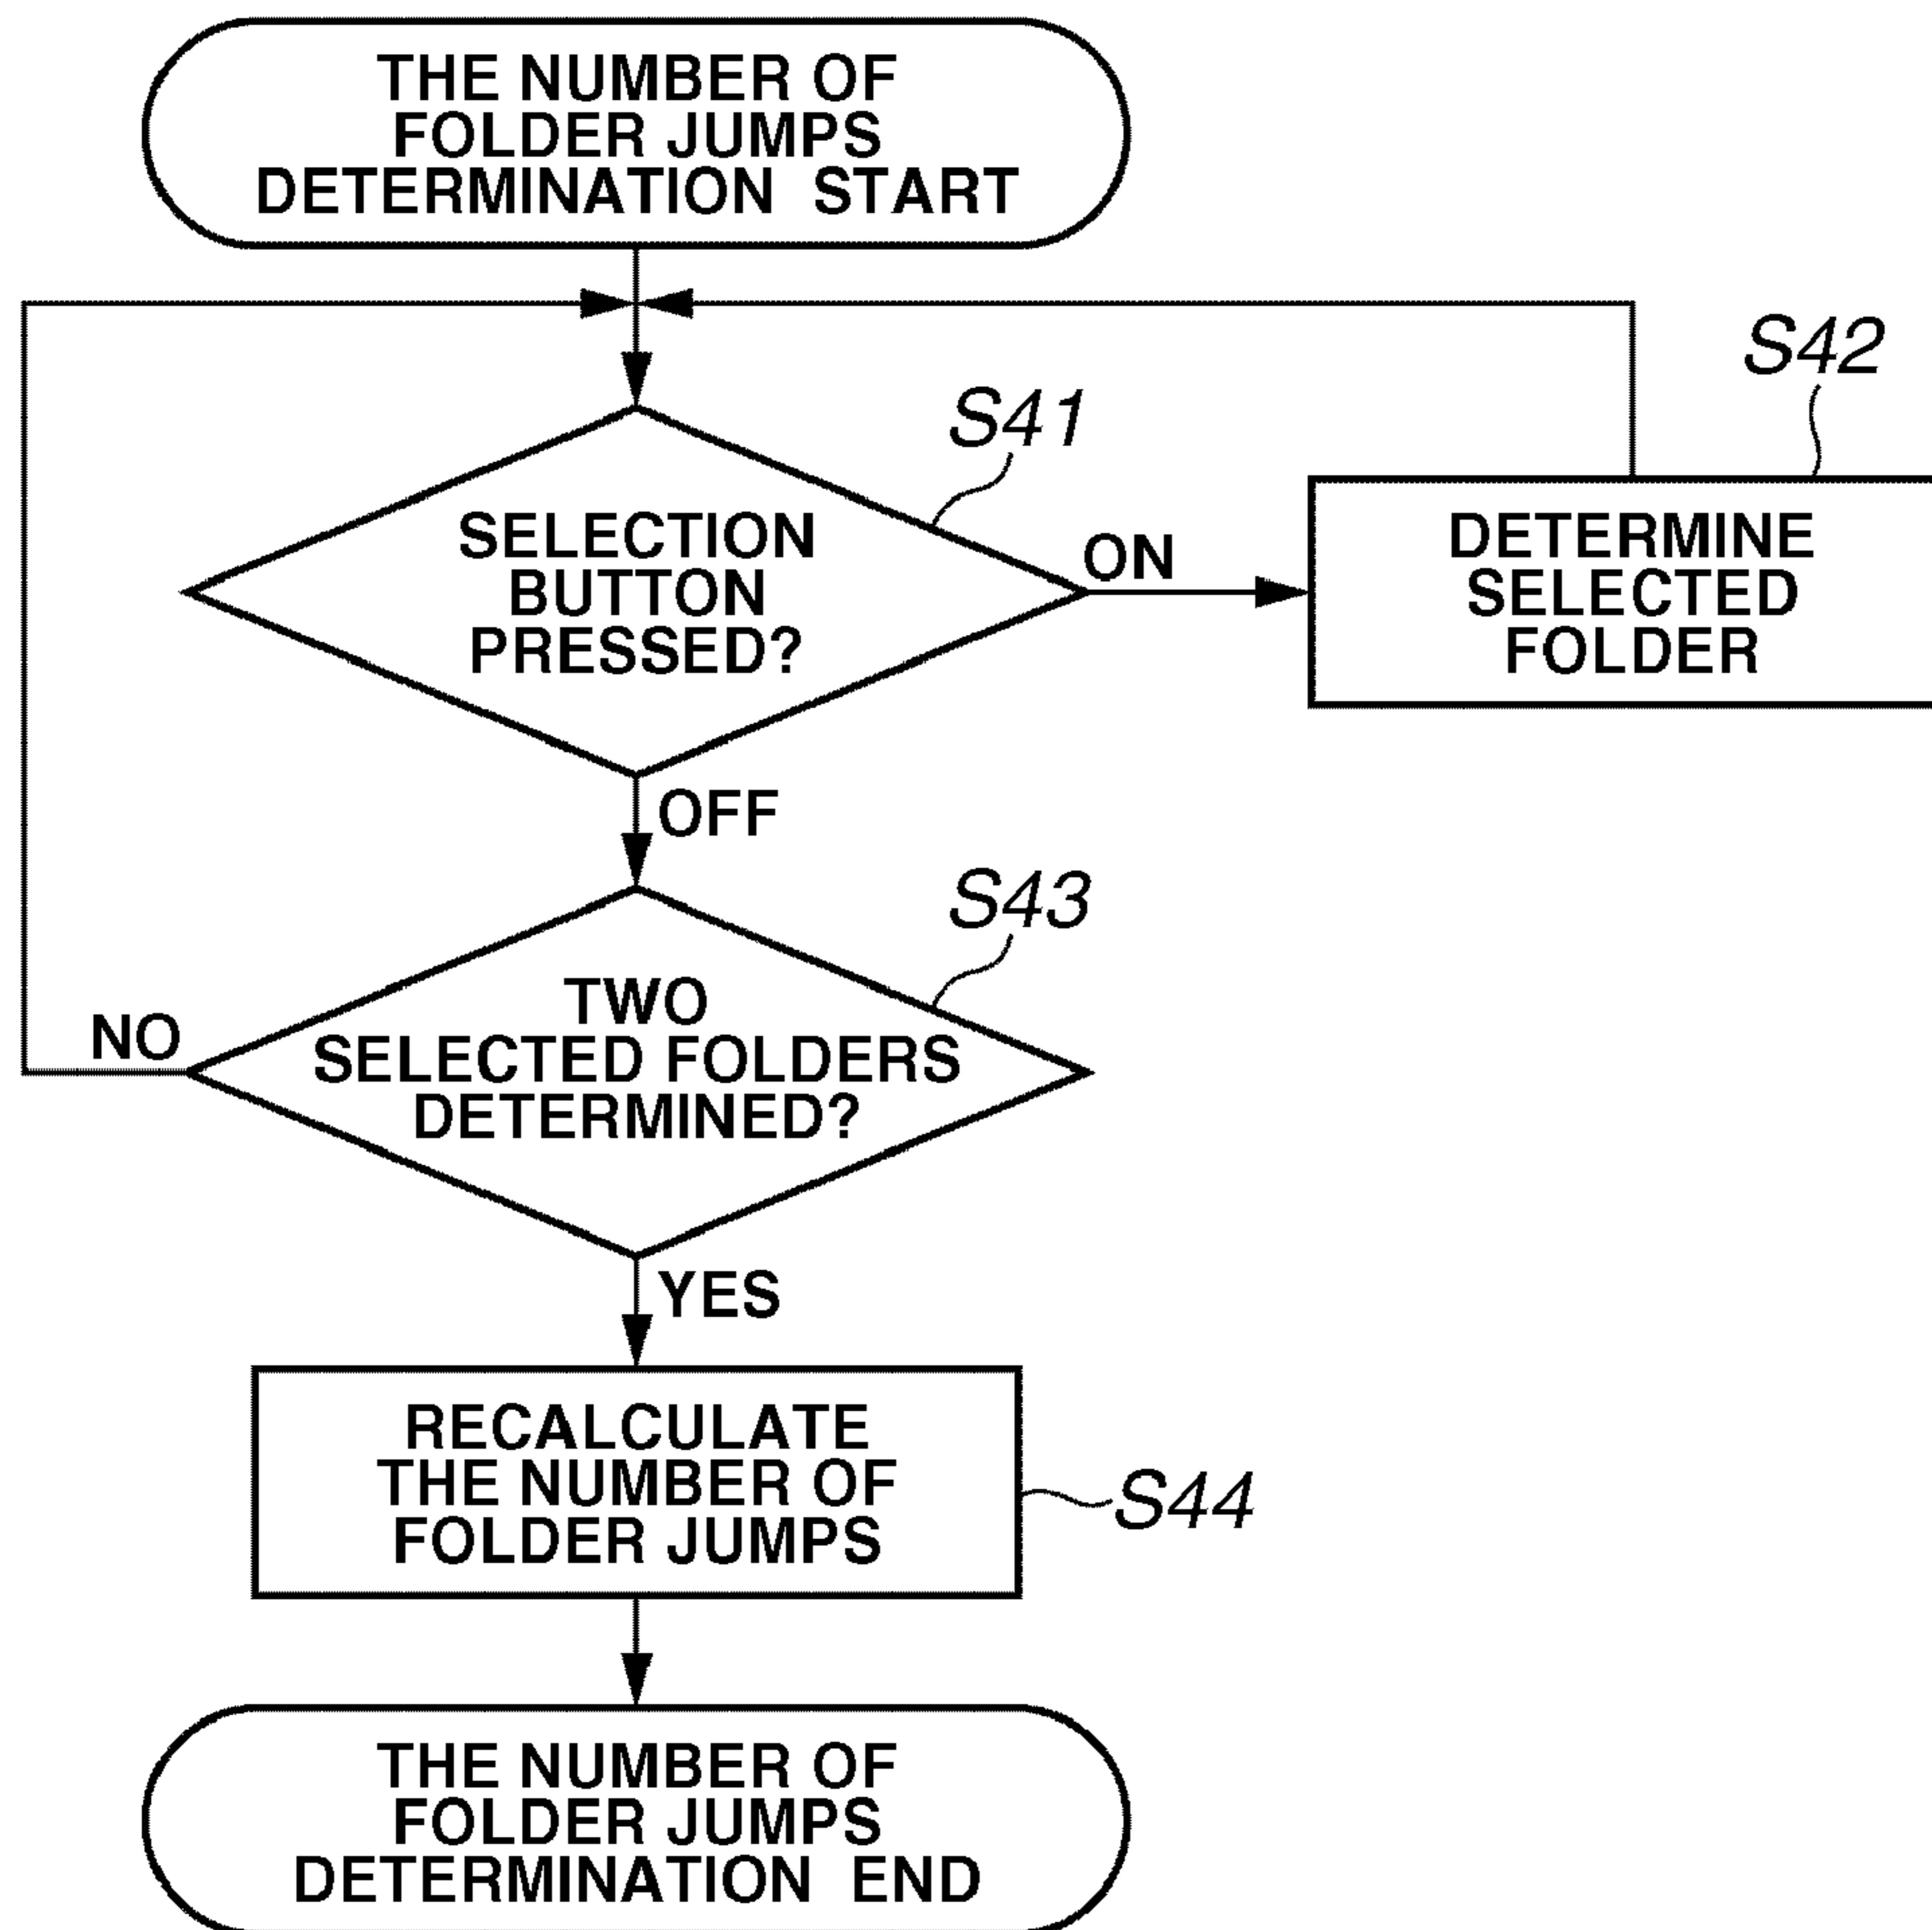 THE NUMBER OF
FOLDER JUMPS
DETERMINATION START
S41
S42
SELECTION
BUTTON
PRESSED?
ON
DETERMINE
SELECTED
FOLDER
OFF
S43
TWO
SELECTED FOLDERS
DETERMINED?
NO
YES
RECALCULATE
THE NUMBER OF
FOLDER JUMPS
S44
THE NUMBER OF
FOLDER JUMPS
DETERMINATION END